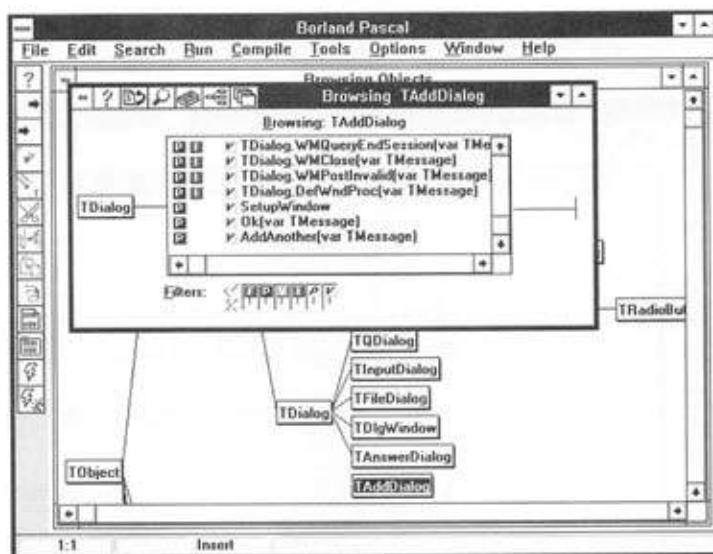 Borland Pascal
File Edit Search Run Compile Tools Options Window Help
Browsing Objects
Browsing TAddDialog
Browsing: TAddDialog
TDialog.WMQueryEndSession(var TMe
TDialog.WMClose(var TMessage)
TDialog.WMPostInvalid(var TMessage)
TDialog.DefWndProc(var TMessage)
SetupWindow
Ok(var TMessage)
AddAnother(var TMessage)
TDialog
Filters:
TRadioBut
TQDialog
TInputDialog
TFileDialog
TDialog
TDlgWindow
TAnswerDialog
TObject
TAddDialog
1:1 Insert